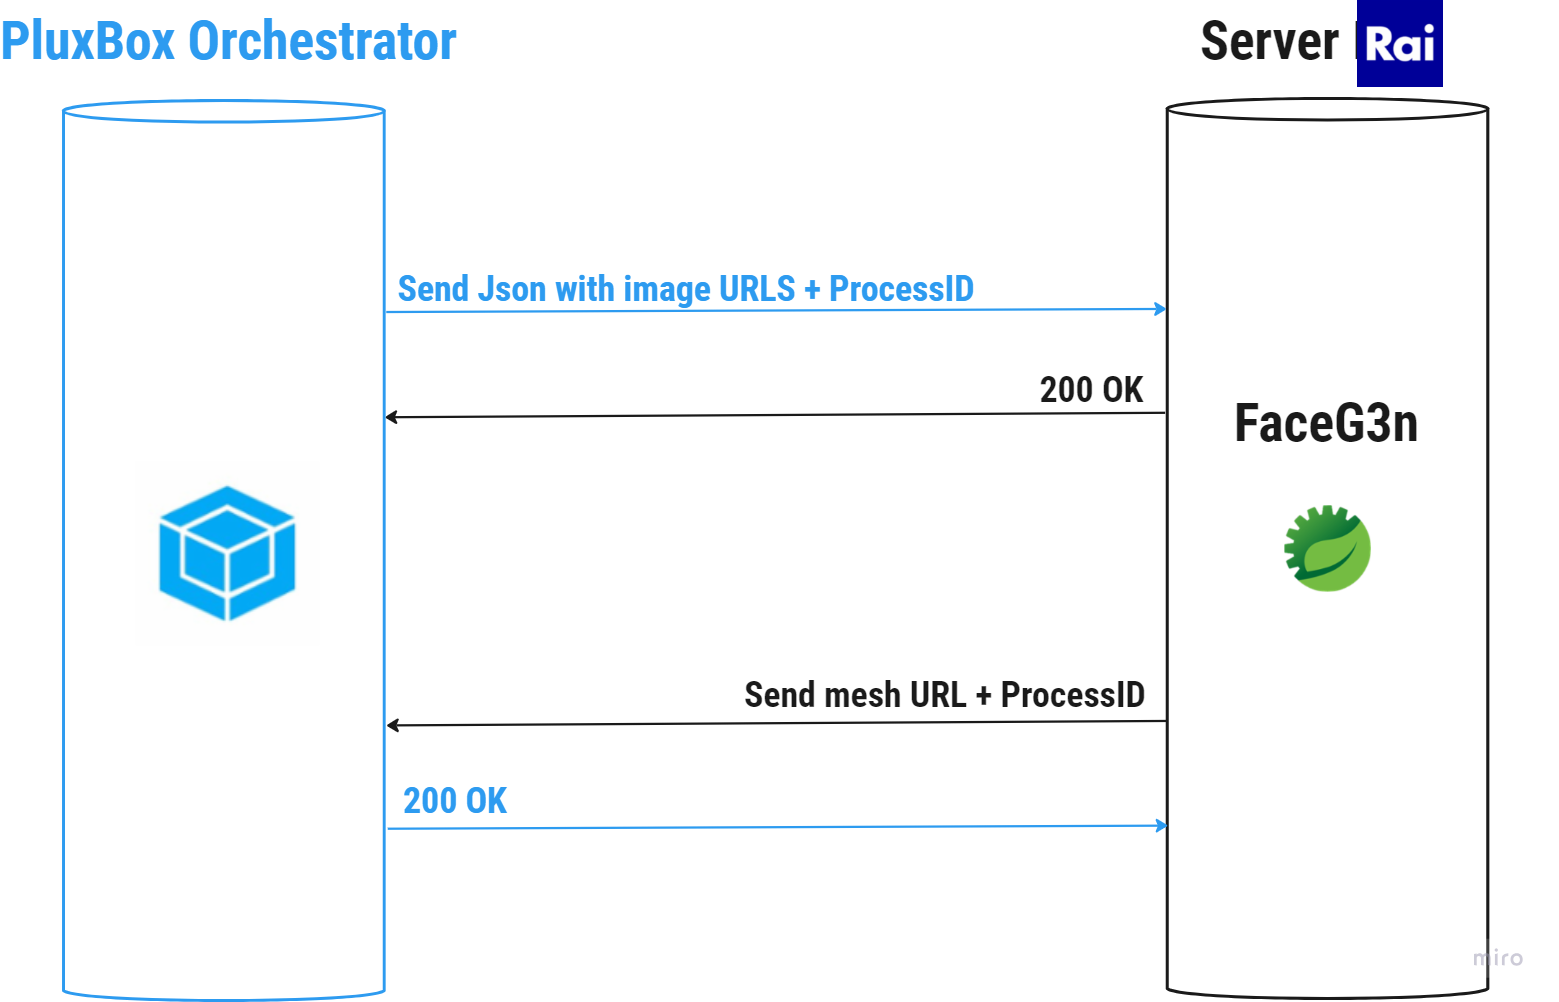 PluxBox Orchestrator
Server
Rai
Send Json with image URLS + ProcessID
200 OK
FaceG3n
Send mesh URL + ProcessID
200 OK
miro